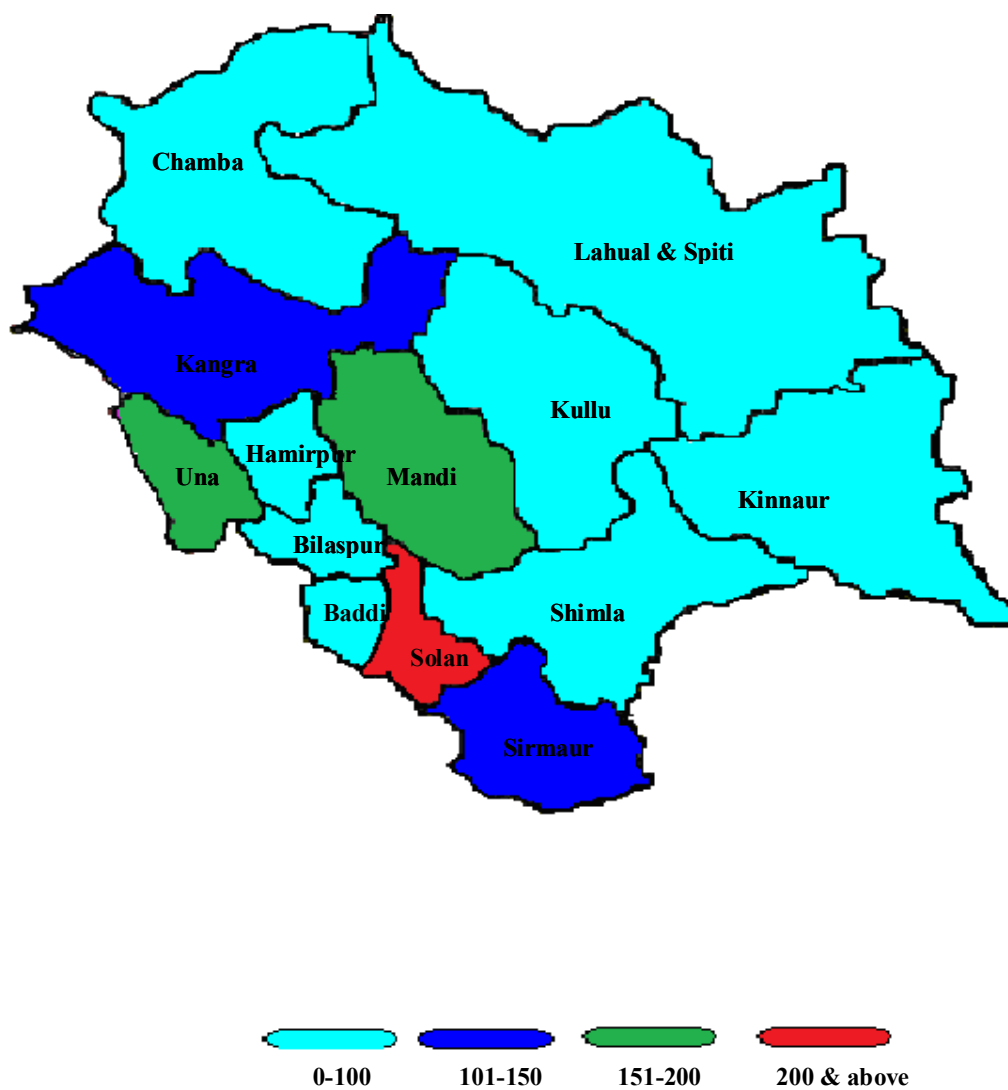 Chamba
Lahual & Spiti
Kangra
Kullu
Hamirpur
Una
Mandi
Kinnaur
Bilaspur
Baddi
Shimla
Solan
Sirmaur
0-100
101-150
151-200
200 & above